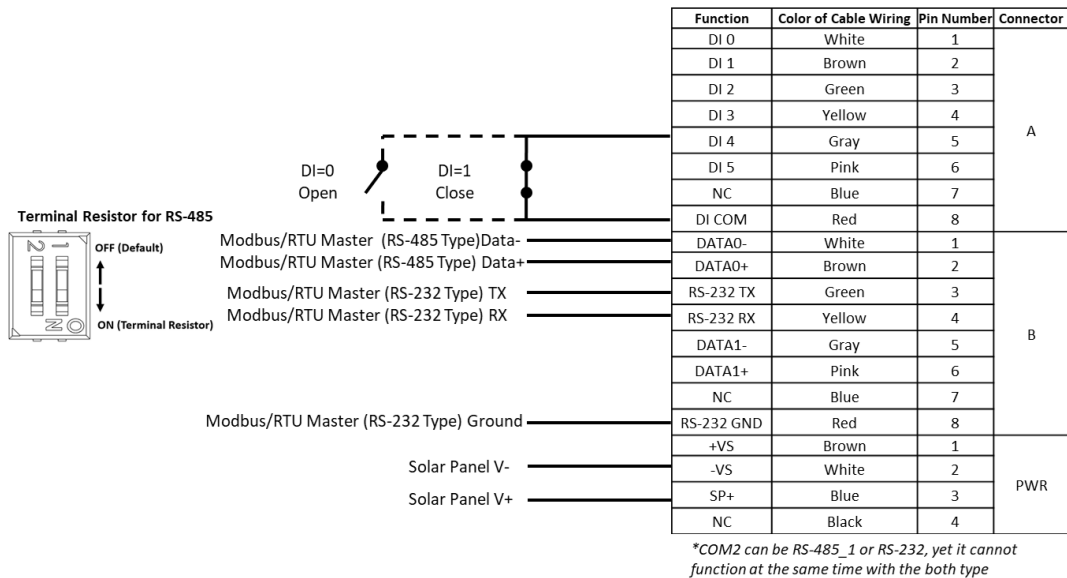 Function Color of Cable Wiring Pin Number Connector
DI 0 White 1
DI 1 Brown 2
DI 2 Green 3
DI 3 Yellow 4
A
DI 4 Gray 5
DI 5 Pink 6
NC Blue 7
DI COM Red 8
DATA0- White 1
DATA0+ Brown 2
RS-232 TX Green 3
RS-232 RX Yellow 4
B
DATA1- Gray 5
DATA1+ Pink 6
NC Blue 7
RS-232 GND Red 8
+VS Brown 1
-VS White 2
PWR
SP+ Blue 3
NC Black 4
DI=0
Open
DI=1
Close
Terminal Resistor for RS-485
1 2
OFF (Default)
ON (Terminal Resistor)
ON
Modbus/RTU Master (RS-485 Type)Data-
Modbus/RTU Master (RS-485 Type) Data+
Modbus/RTU Master (RS-232 Type) TX
Modbus/RTU Master (RS-232 Type) RX
Modbus/RTU Master (RS-232 Type) Ground
Solar Panel V-
Solar Panel V+
*COM2 can be RS-485_1 or RS-232, yet it cannot
function at the same time with the both type